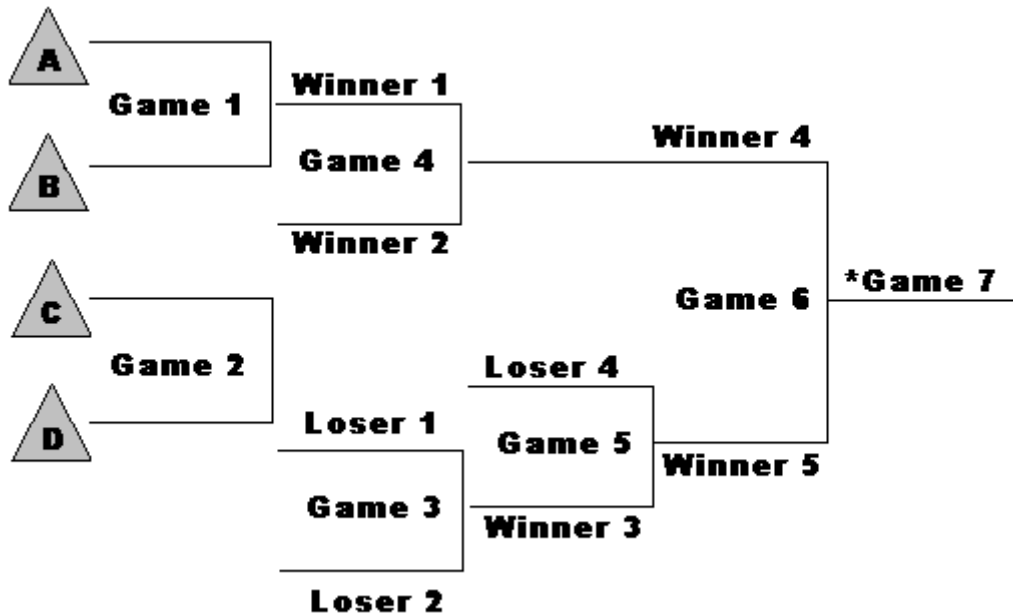 A
Game 1
B
Winner 1
Game 4
Winner 2
Winner 4
C
Game 2
D
Game 6
*Game 7
Loser 4
Game 5
Winner 5
Loser 1
Game 3
Winner 3
Loser 2